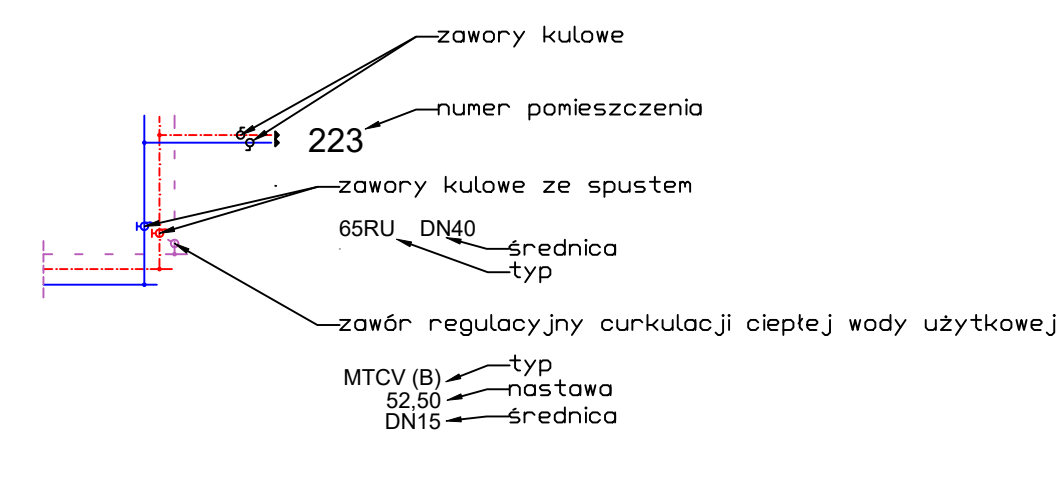 zawory kulowe
numer pomieszczenia
223
zawory kulowe ze spustem
65RU DN40
średnica
typ
zawór regulacyjny curkulacji ciepłej wody użytkowej
typ
MTCV (B)
nastawa
52,50
średnica
DN15